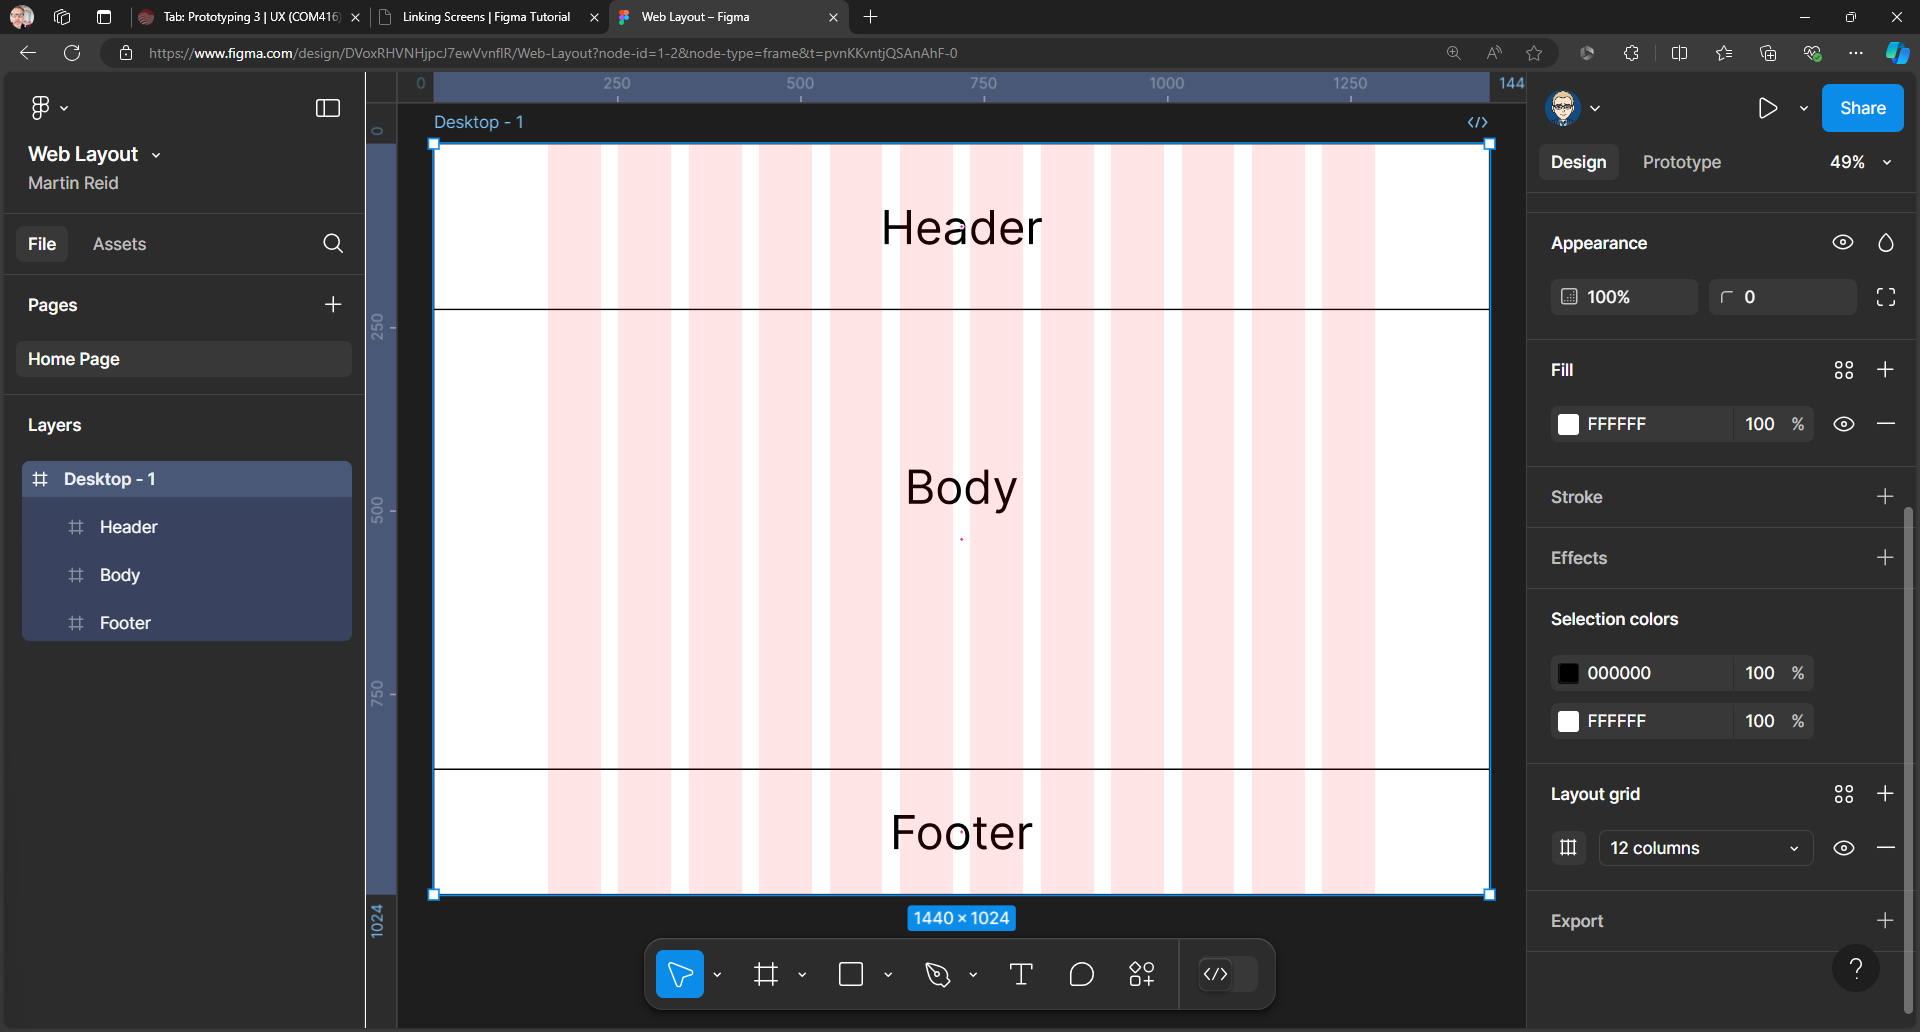 Tab: Prototyping 3 | UX (COM416)
Linking Screens | Figma Tutorial
Web Layout – Figma
https://www.figma.com/design/DVoxRHVNHjpcJ7ewVvnflR/Web-Layout?node-id=1-2&node-type=frame&t=pvnKKvntjQSAnAhF-0
Web Layout
Martin Reid
File
Assets
Pages
Home Page
Layers
Desktop - 1
Header
Body
Footer
0
250
500
750
1000
1250
144
0
250
500
750
1024
Desktop - 1
Header
Body
Footer
1440 × 1024
Share
Design
Prototype
49%
Appearance
100%
0
Fill
FFFFFF
100 %
Stroke
Effects
Selection colors
000000
100 %
FFFFFF
100 %
Layout grid
12 columns
Export
?